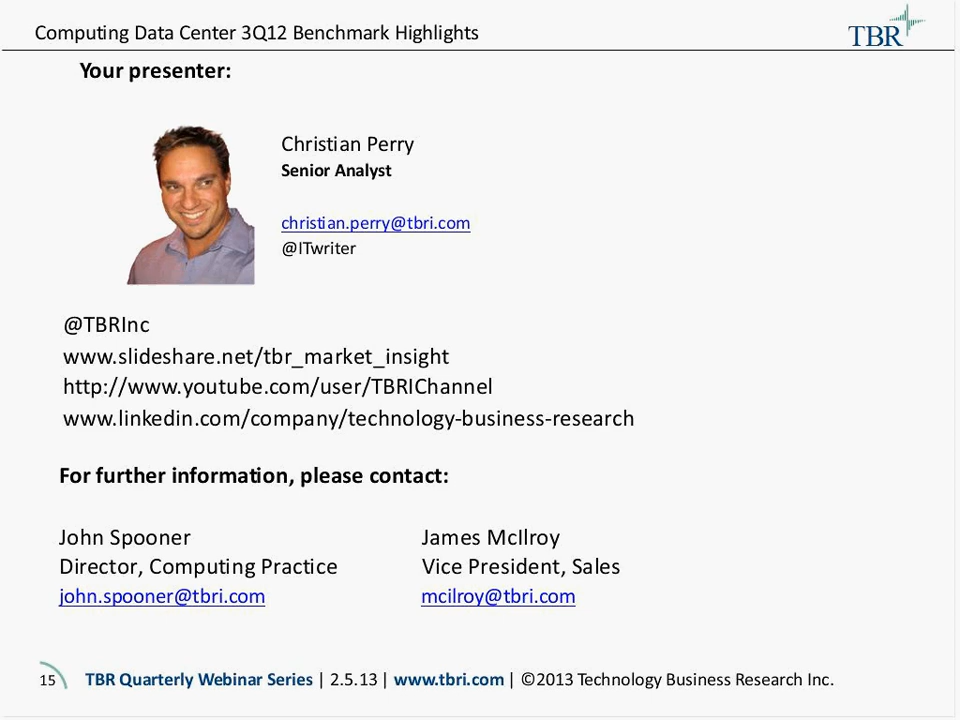 Computing Data Center 3Q12 Benchmark Highlights
TBR
Your presenter:
Christian Perry
Senior Analyst
christian.perry@tbri.com
@ITwriter
@TBRInc
www.slideshare.net/tbr_market_insight
http://www.youtube.com/user/TBRIChannel
www.linkedin.com/company/technology-business-research
For further information, please contact:
John Spooner
Director, Computing Practice
john.spooner@tbri.com
James McIlroy
Vice President, Sales
mcilroy@tbri.com
15 TBR Quarterly Webinar Series | 2.5.13 | www.tbri.com | ©2013 Technology Business Research Inc.